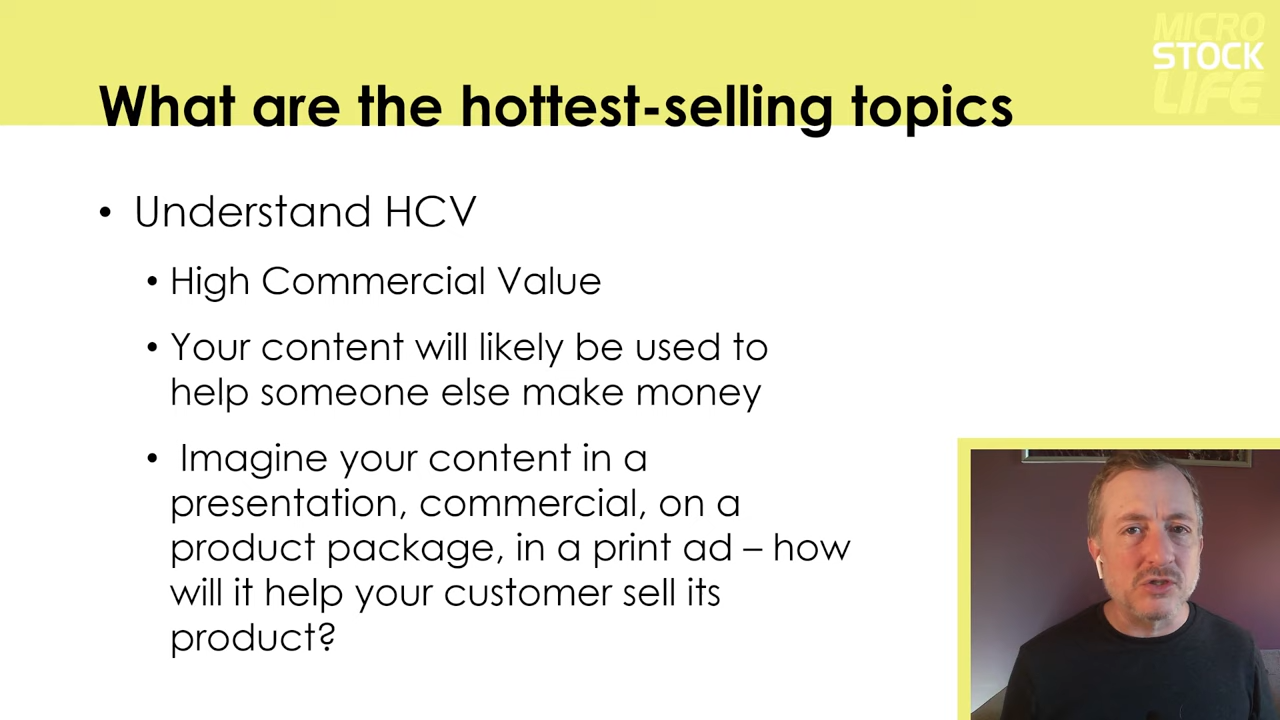 MICRO
STOCK
LIFE
What are the hottest-selling topics
• Understand HCV
• High Commercial Value
• Your content will likely be used to
help someone else make money
• Imagine your content in a
presentation, commercial, on a
product package, in a print ad – how
will it help your customer sell its
product?